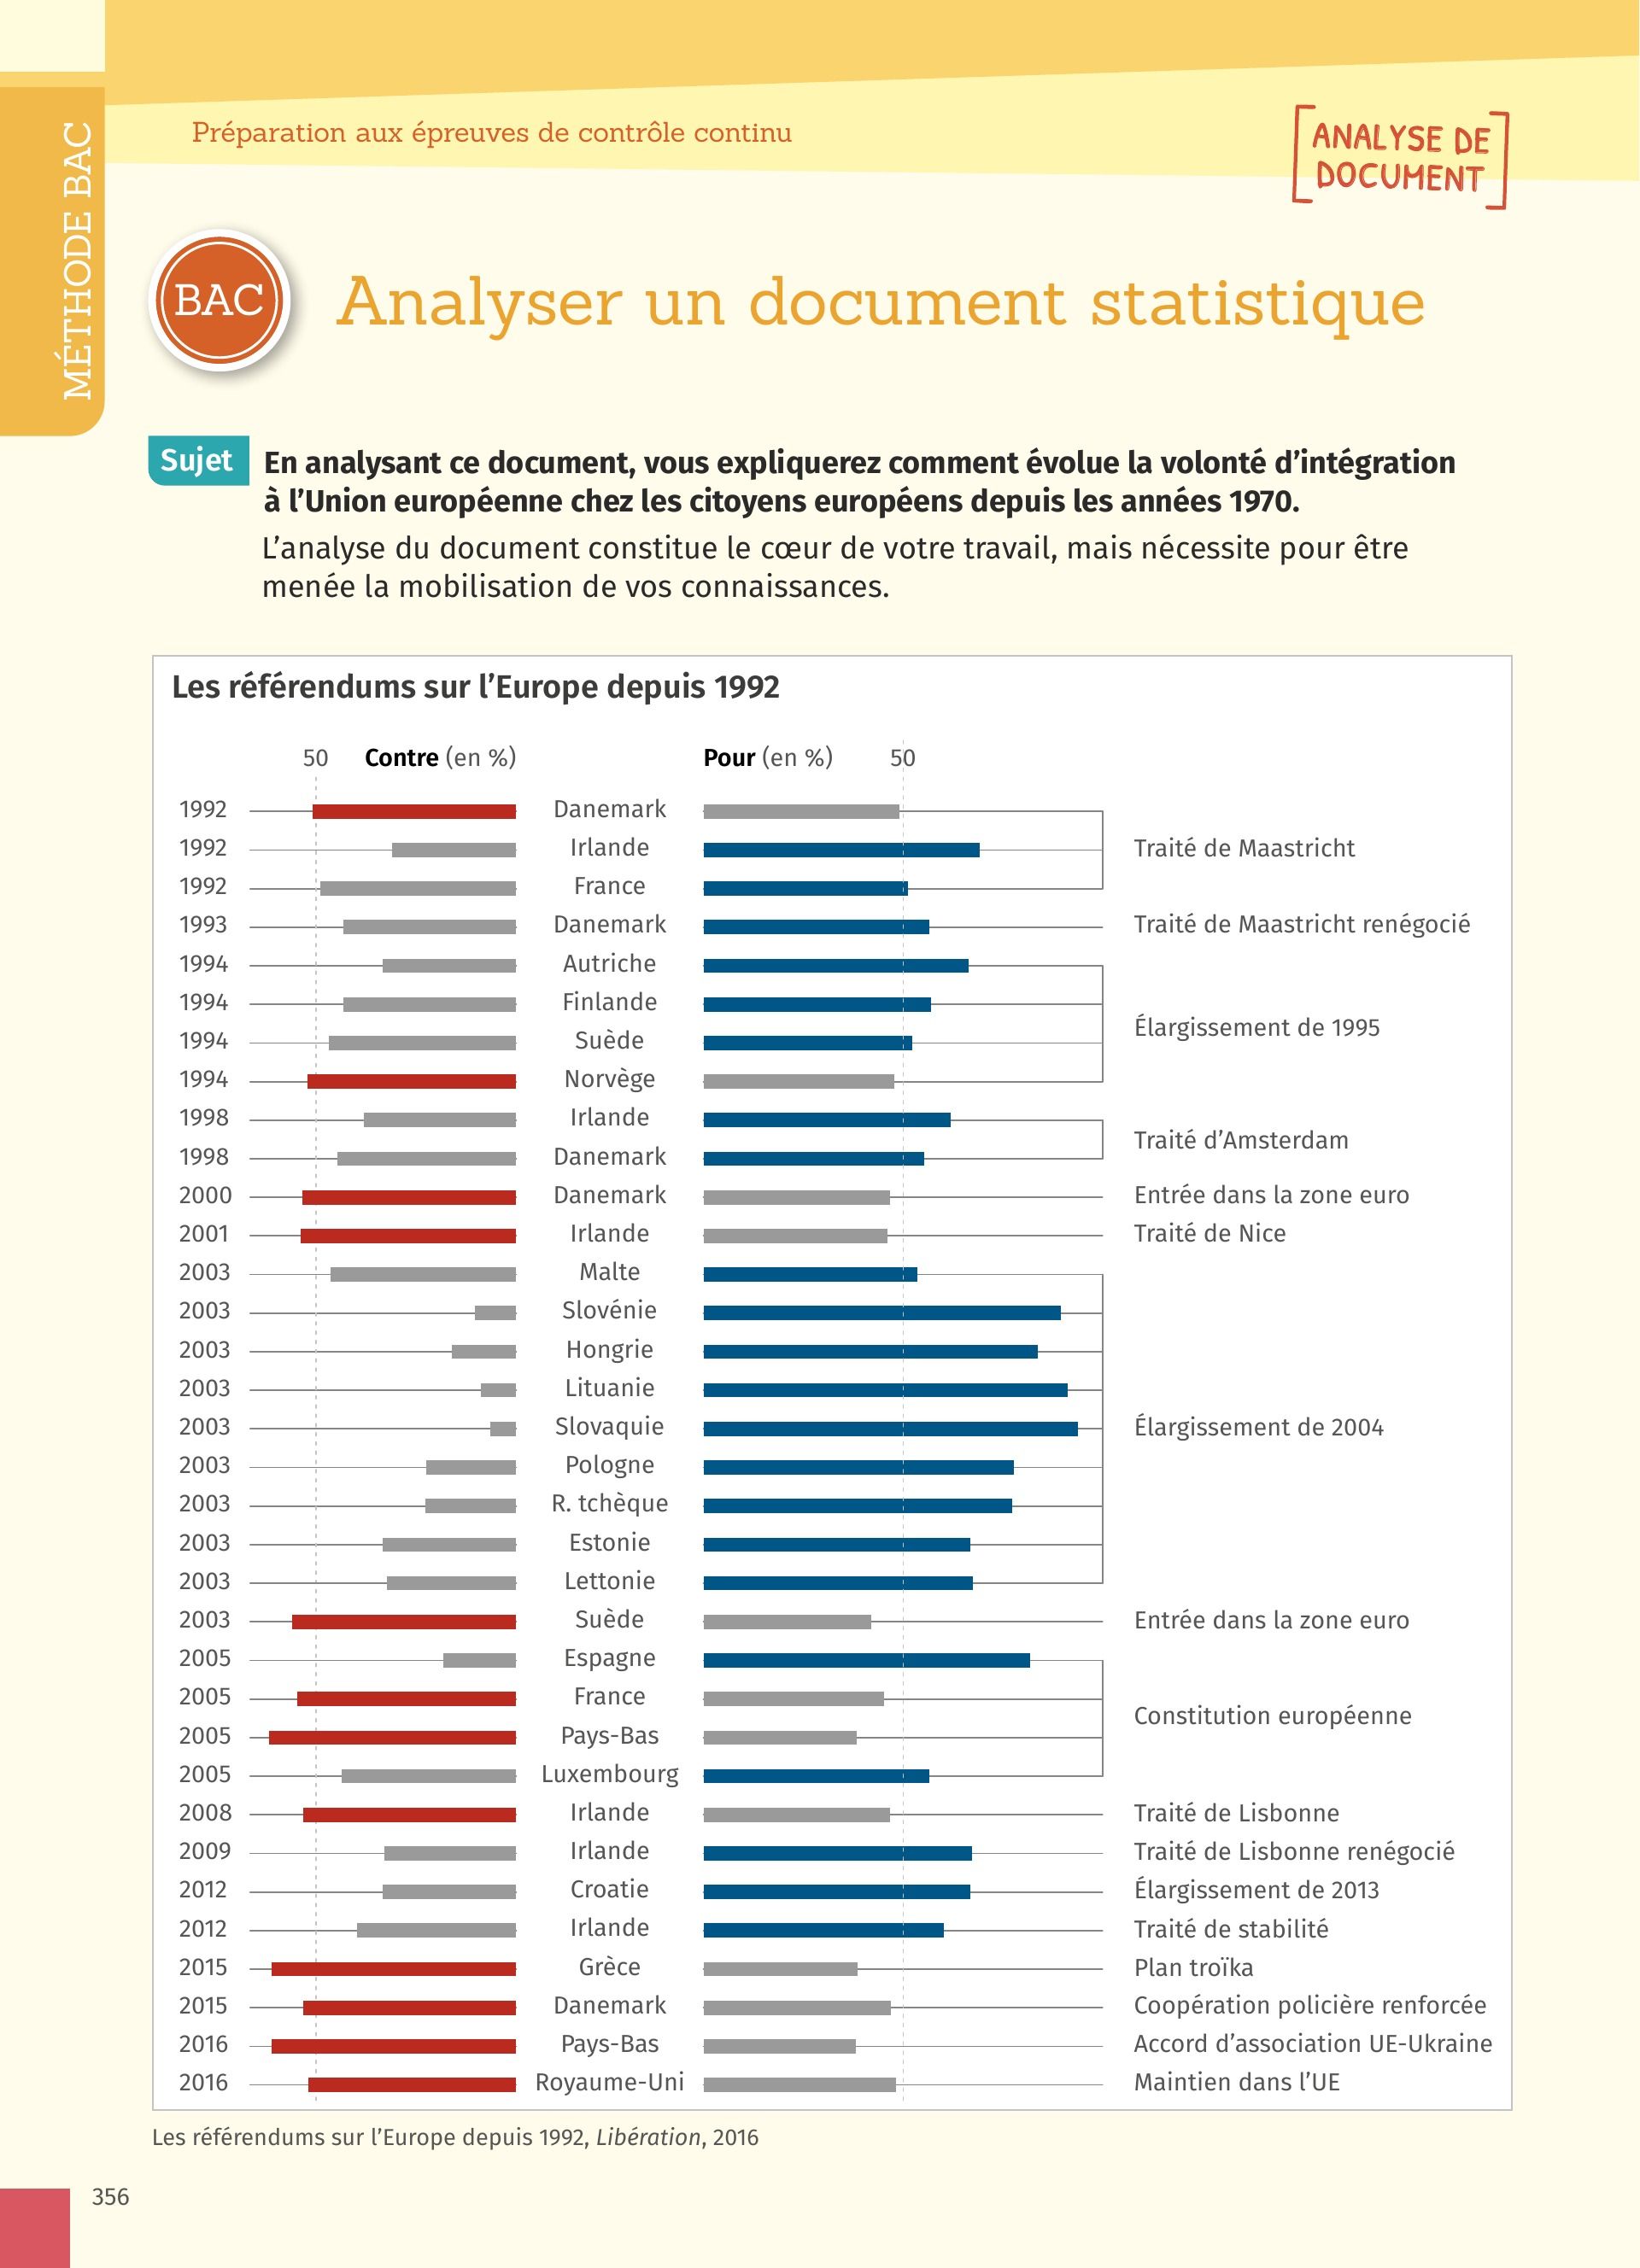 MÉTHODE BAC
Préparation aux épreuves de contrôle continu
ANALYSE DE
DOCUMENT
BAC
Analyser un document statistique
Sujet En analysant ce document, vous expliquerez comment évolue la volonté d’intégration
à l’Union européenne chez les citoyens européens depuis les années 1970.
L’analyse du document constitue le cœur de votre travail, mais nécessite pour être
menée la mobilisation de vos connaissances.
Les référendums sur l’Europe depuis 1992
50 Contre (en %) Pour (en %) 50
1992 Danemark
1992 Irlande Traité de Maastricht
1992 France
1993 Danemark Traité de Maastricht renégocié
1994 Autriche
1994 Finlande
Élargissement de 1995
1994 Suède
1994 Norvège
1998 Irlande
Traité d’Amsterdam
1998 Danemark
2000 Danemark Entrée dans la zone euro
2001 Irlande Traité de Nice
2003 Malte
2003 Slovénie
2003 Hongrie
2003 Lituanie
2003 Slovaquie Élargissement de 2004
2003 Pologne
2003 R. tchèque
2003 Estonie
2003 Lettonie
2003 Suède Entrée dans la zone euro
2005 Espagne
2005 France
Constitution européenne
2005 Pays-Bas
2005 Luxembourg
2008 Irlande Traité de Lisbonne
2009 Irlande Traité de Lisbonne renégocié
2012 Croatie Élargissement de 2013
2012 Irlande Traité de stabilité
2015 Grèce Plan troïka
2015 Danemark Coopération policière renforcée
2016 Pays-Bas Accord d’association UE-Ukraine
2016 Royaume-Uni Maintien dans l’UE
Les référendums sur l’Europe depuis 1992, Libération, 2016
356